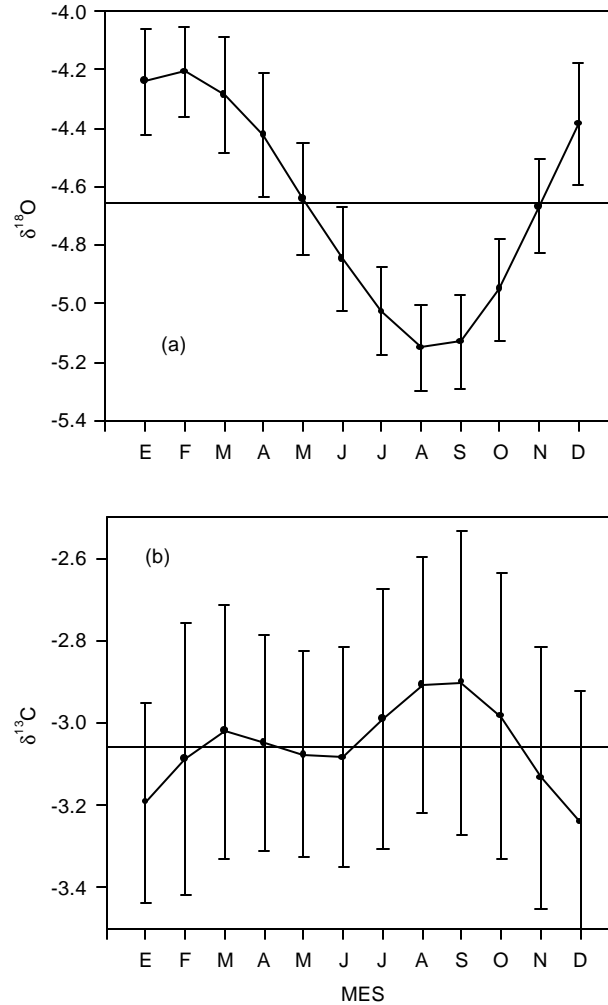 -4.0
-4.2
-4.4
-4.6
-4.8
-5.0
-5.2
-5.4
δ¹⁸O
(a)
E F M A M J J A S O N D
-2.6
-2.8
-3.0
-3.2
-3.4
δ¹³C
(b)
E F M A M J J A S O N D
MES